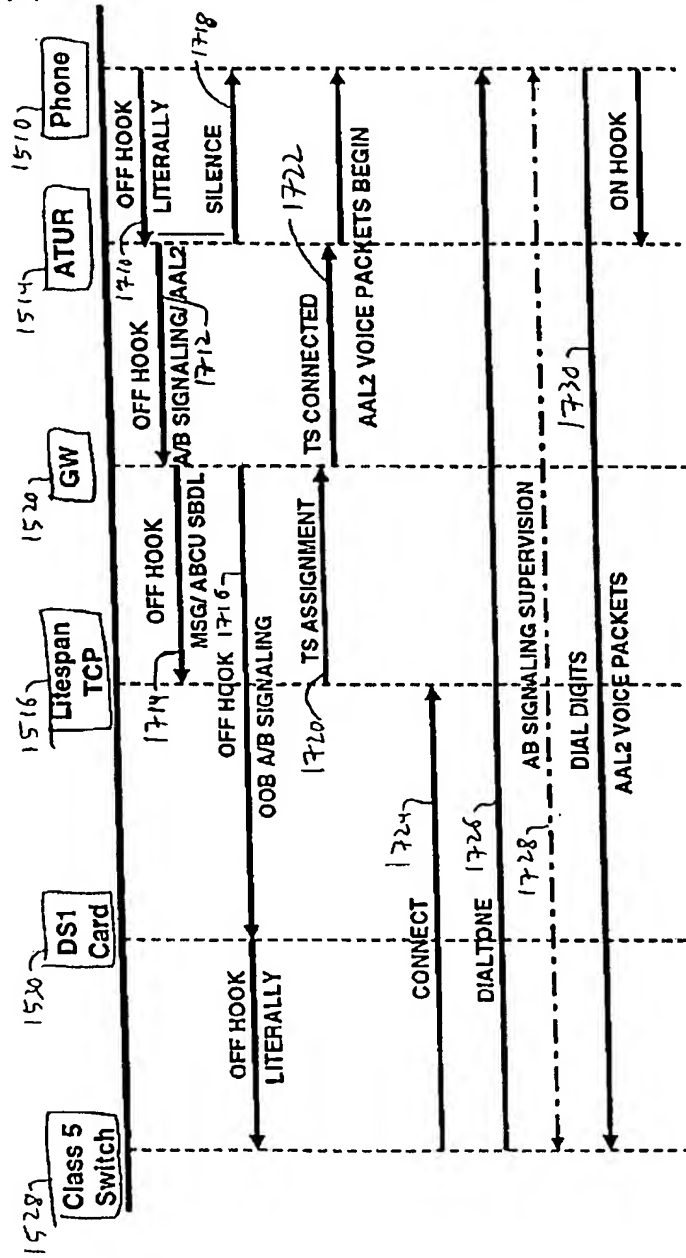 1528
Class 5
Switch
1530
DS1
Card
1516
Litespan
TCP
1520
GW
1514
ATUR
1510
Phone
OFF HOOK
LITERALLY
1710
OFF HOOK
A/B SIGNALING/AAL2
1712
OFF HOOK
MSG/ABCU SBDL
1714
SILENCE
1718
OFF HOOK 1716
OOB A/B SIGNALING
OFF HOOK
LITERALLY
TS ASSIGNMENT
1720
TS CONNECTED
1722
AAL2 VOICE PACKETS BEGIN
CONNECT
1724
DIALTONE
1726
AB SIGNALING SUPERVISION
1728
DIAL DIGITS
1730
AAL2 VOICE PACKETS
ON HOOK